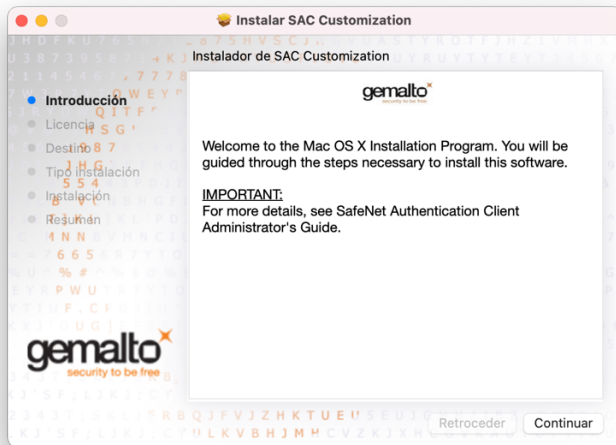 Instalar SAC Customization
Instalador de SAC Customization
Introducción
Licencia
Destino
Tipo instalación
Instalación
Resumen
gemalto
security to be free
Welcome to the Mac OS X Installation Program. You will be
guided through the steps necessary to install this software.
IMPORTANT:
For more details, see SafeNet Authentication Client
Administrator's Guide.
gemalto
security to be free
Retroceder
Continuar